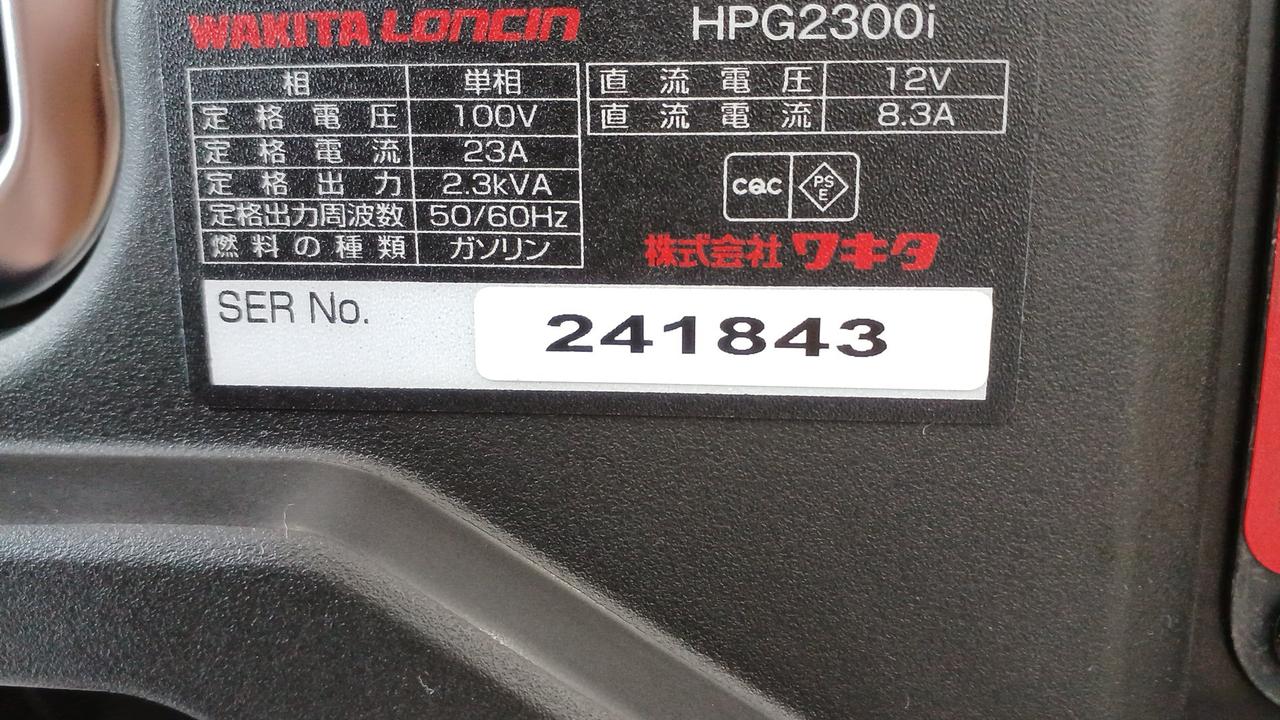 WAKITA LONCIN HPG2300i
相 単相 直流電圧 12V
定格電圧 100V 直流電流 8.3A
定格電流 23A
定格出力 2.3kVA
定格出力周波数 50/60Hz
燃料の種類 ガソリン
CQC PSE
株式会社ワキタ
SER No. 241843